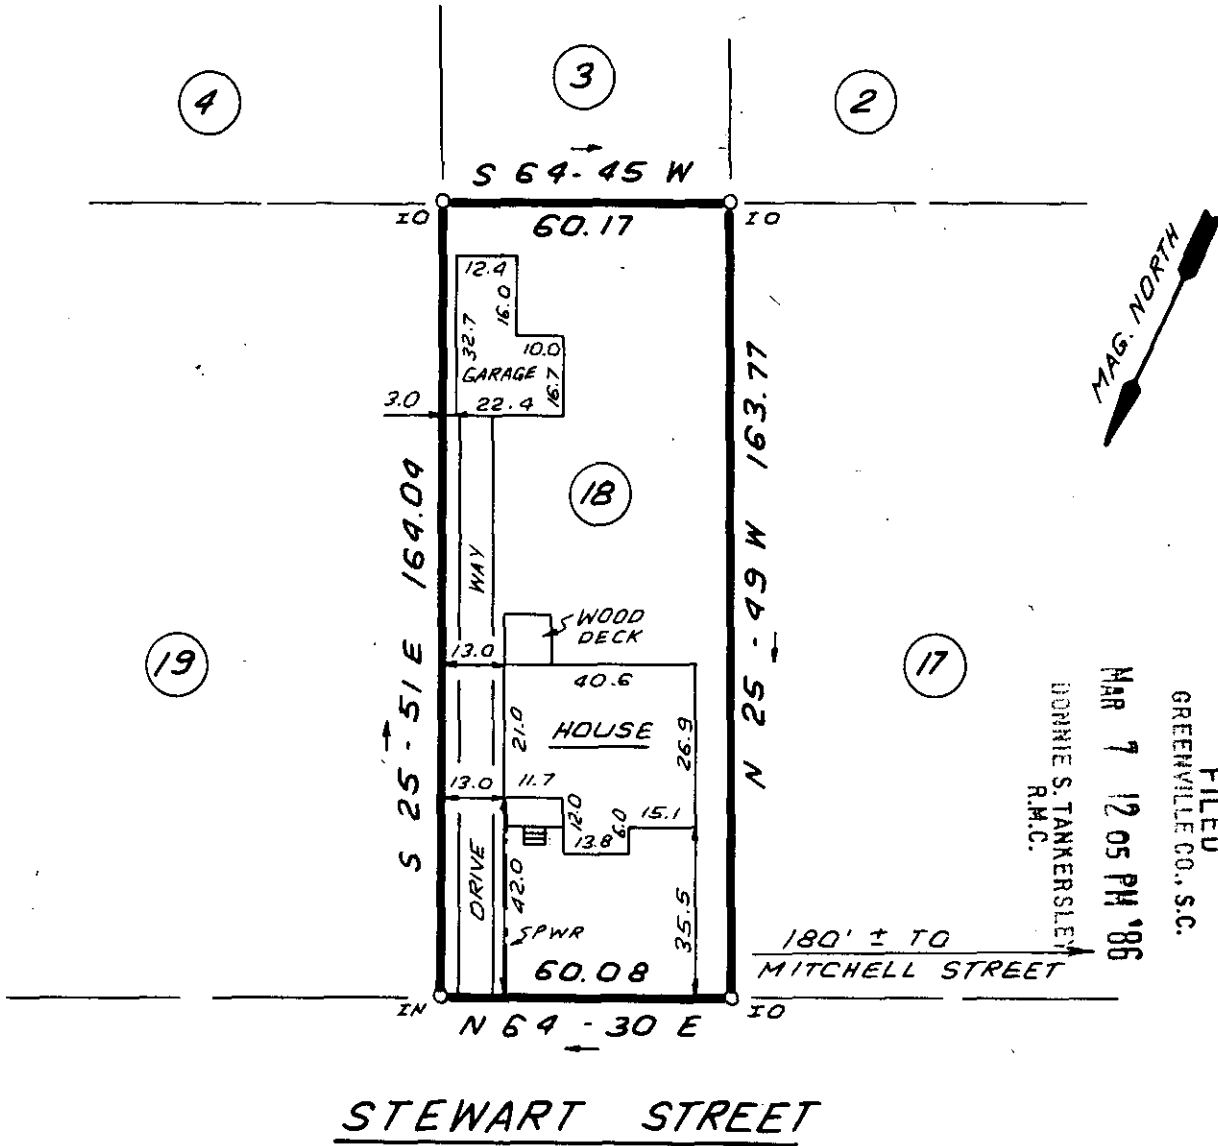 3
4
2
S 64-45 W
IO
IO
60.17
MAG. NORTH
12.4
16.0
32.7
10.0
GARAGE
16.7
22.4
3.0
S 25-51 E 164.04
N 25-49 W 163.77
18
WAY
WOOD
DECK
19
17
13.0
40.6
21.0
HOUSE
26.9
13.0
11.7
12.0
6.0
15.1
13.8
DRIVE
42.0
SPWR
35.5
60.08
180' ± TO
MITCHELL STREET
IN
IO
N 64-30 E
STEWART STREET
FILED
GREENVILLE CO., S.C.
MAR 7 12 05 PM '86
DONNIE S. TANKERSLEY
R.M.C.